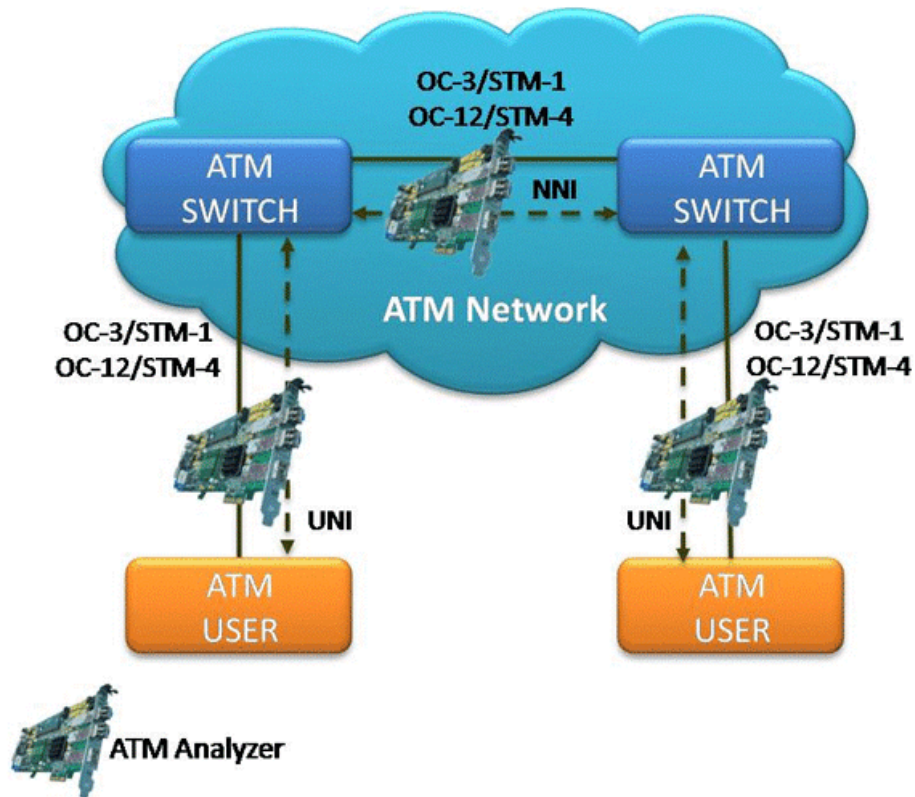 OC-3/STM-1
OC-12/STM-4
ATM
SWITCH
NNI
ATM
SWITCH
ATM Network
OC-3/STM-1
OC-12/STM-4
OC-3/STM-1
OC-12/STM-4
UNI
UNI
ATM
USER
ATM
USER
ATM Analyzer